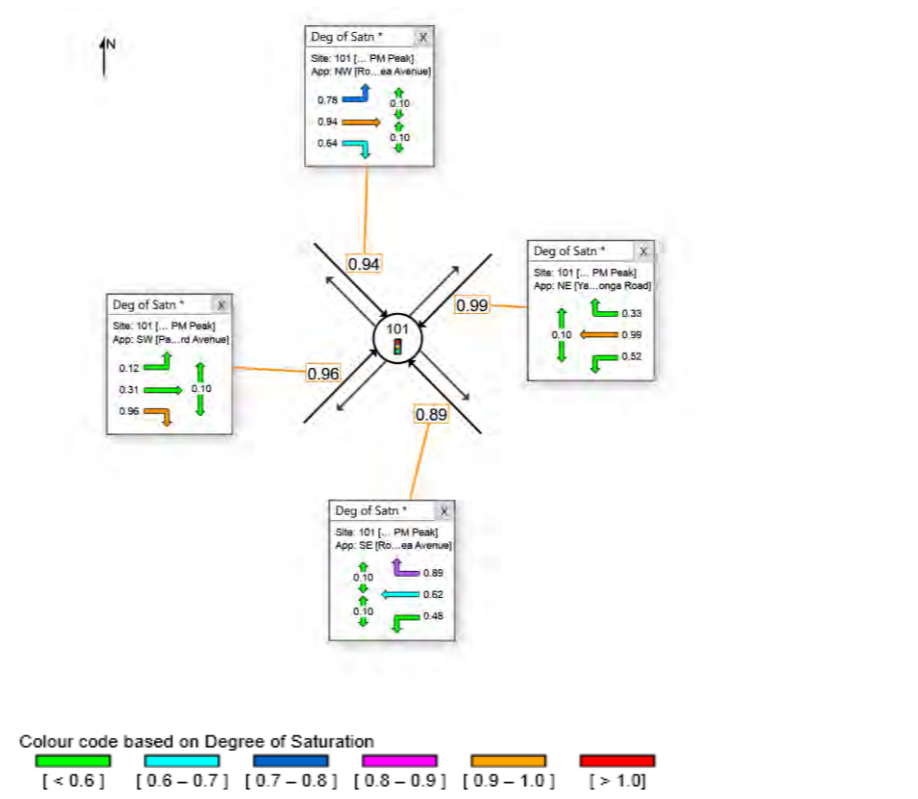 N
Deg of Satn * X
Site: 101 [... PM Peak]
App: NW [Ro...ea Avenue]
0.78
0.10
0.94
0.10
0.64
0.94
Deg of Satn * X
Site: 101 [... PM Peak]
App: NE [Ya...onga Road]
0.33
0.10
0.99
0.52
0.99
Deg of Satn * X
Site: 101 [... PM Peak]
App: SW [Pa...rd Avenue]
0.12
0.31
0.10
0.96
0.96
101
0.89
Deg of Satn * X
Site: 101 [... PM Peak]
App: SE [Ro...ea Avenue]
0.10
0.89
0.62
0.10
0.48
Colour code based on Degree of Saturation
[ < 0.6 ] [ 0.6 – 0.7 ] [ 0.7 – 0.8 ] [ 0.8 – 0.9 ] [ 0.9 – 1.0 ] [ > 1.0]